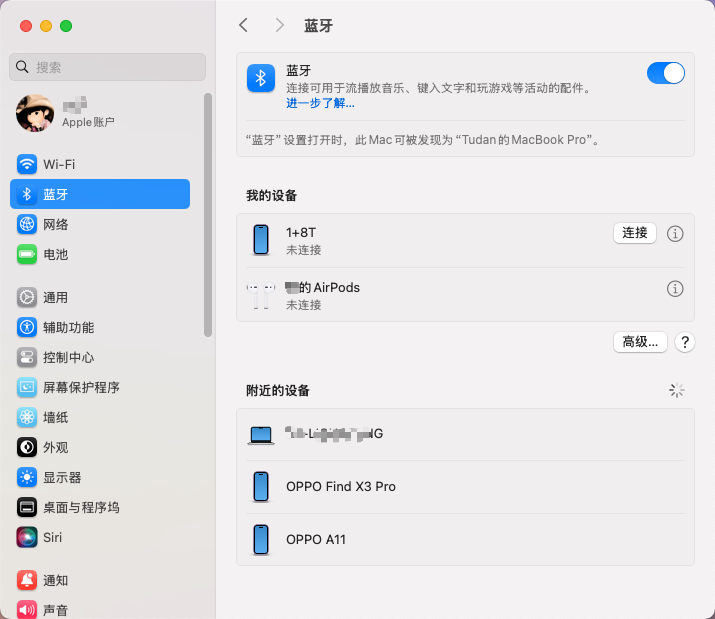 蓝牙
搜索
Apple账户
Wi-Fi
蓝牙
网络
电池
通用
辅助功能
控制中心
屏幕保护程序
墙纸
外观
显示器
桌面与程序坞
Siri
通知
声音
蓝牙
连接可用于流播放音乐、键入文字和玩游戏等活动的配件。
进一步了解...
“蓝牙”设置打开时，此 Mac 可被发现为“Tudan的MacBook Pro”。
我的设备
1+8T
未连接
连接
的 AirPods
未连接
高级...
?
附近的设备
OPPO Find X3 Pro
OPPO A11